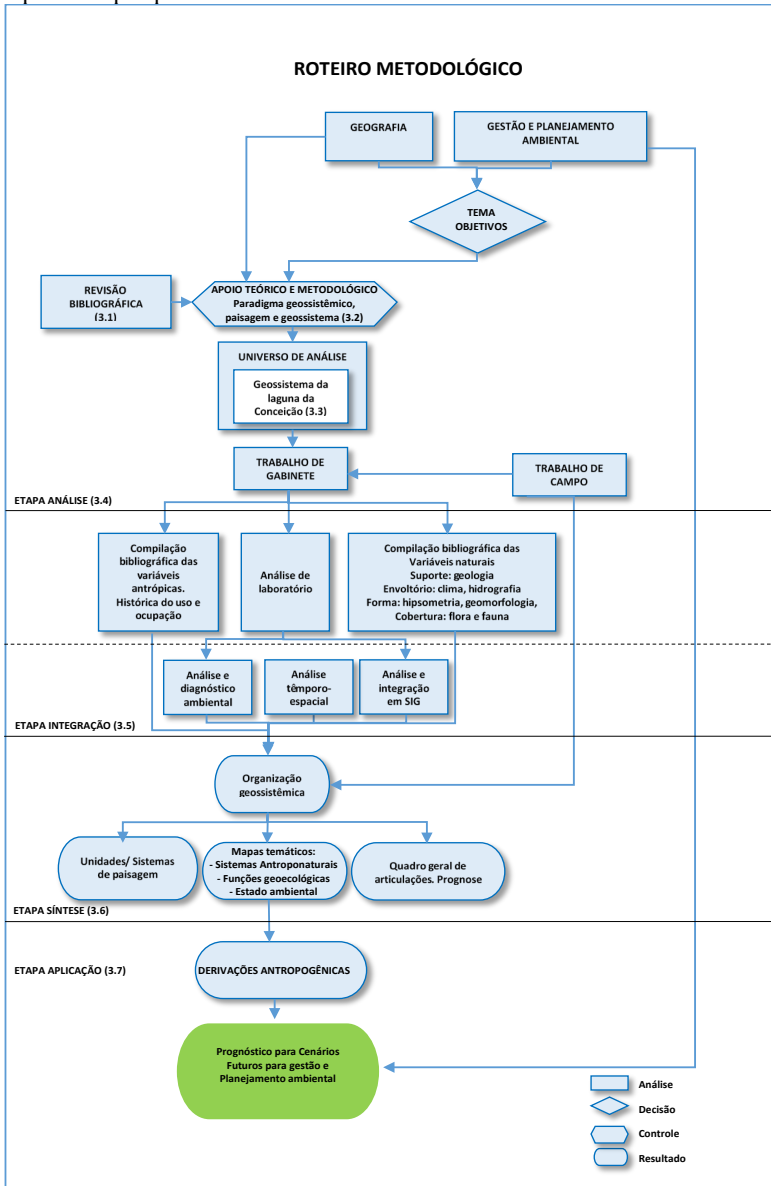 ROTEIRO METODOLÓGICO
GEOGRAFIA
GESTÃO E PLANEJAMENTO
AMBIENTAL
TEMA
OBJETIVOS
REVISÃO
BIBLIOGRÁFICA
(3.1)
APOIO TEÓRICO E METODOLÓGICO
Paradigma geossistêmico,
paisagem e geossistema (3.2)
UNIVERSO DE ANÁLISE
Geossistema da
laguna da
Conceição (3.3)
TRABALHO DE
GABINETE
TRABALHO DE
CAMPO
ETAPA ANÁLISE (3.4)
Compilação
bibliográfica das
variáveis
antrópicas.
Histórica do uso e
ocupação
Análise de
laboratório
Compilação bibliográfica das
Variáveis naturais
Suporte: geologia
Envoltório: clima, hidrografia
Forma: hipsometria, geomorfologia,
Cobertura: flora e fauna
Análise e
diagnóstico
ambiental
Análise
têmporo-
espacial
Análise e
integração
em SIG
ETAPA INTEGRAÇÃO (3.5)
Organização
geossistêmica
Unidades/ Sistemas
de paisagem
Mapas temáticos:
- Sistemas Antroponaturais
- Funções geoecológicas
- Estado ambiental
Quadro geral de
articulações. Prognose
ETAPA SÍNTESE (3.6)
ETAPA APLICAÇÃO (3.7)
DERIVAÇÕES ANTROPOGÊNICAS
Prognóstico para Cenários
Futuros para gestão e
Planejamento ambiental
Análise
Decisão
Controle
Resultado